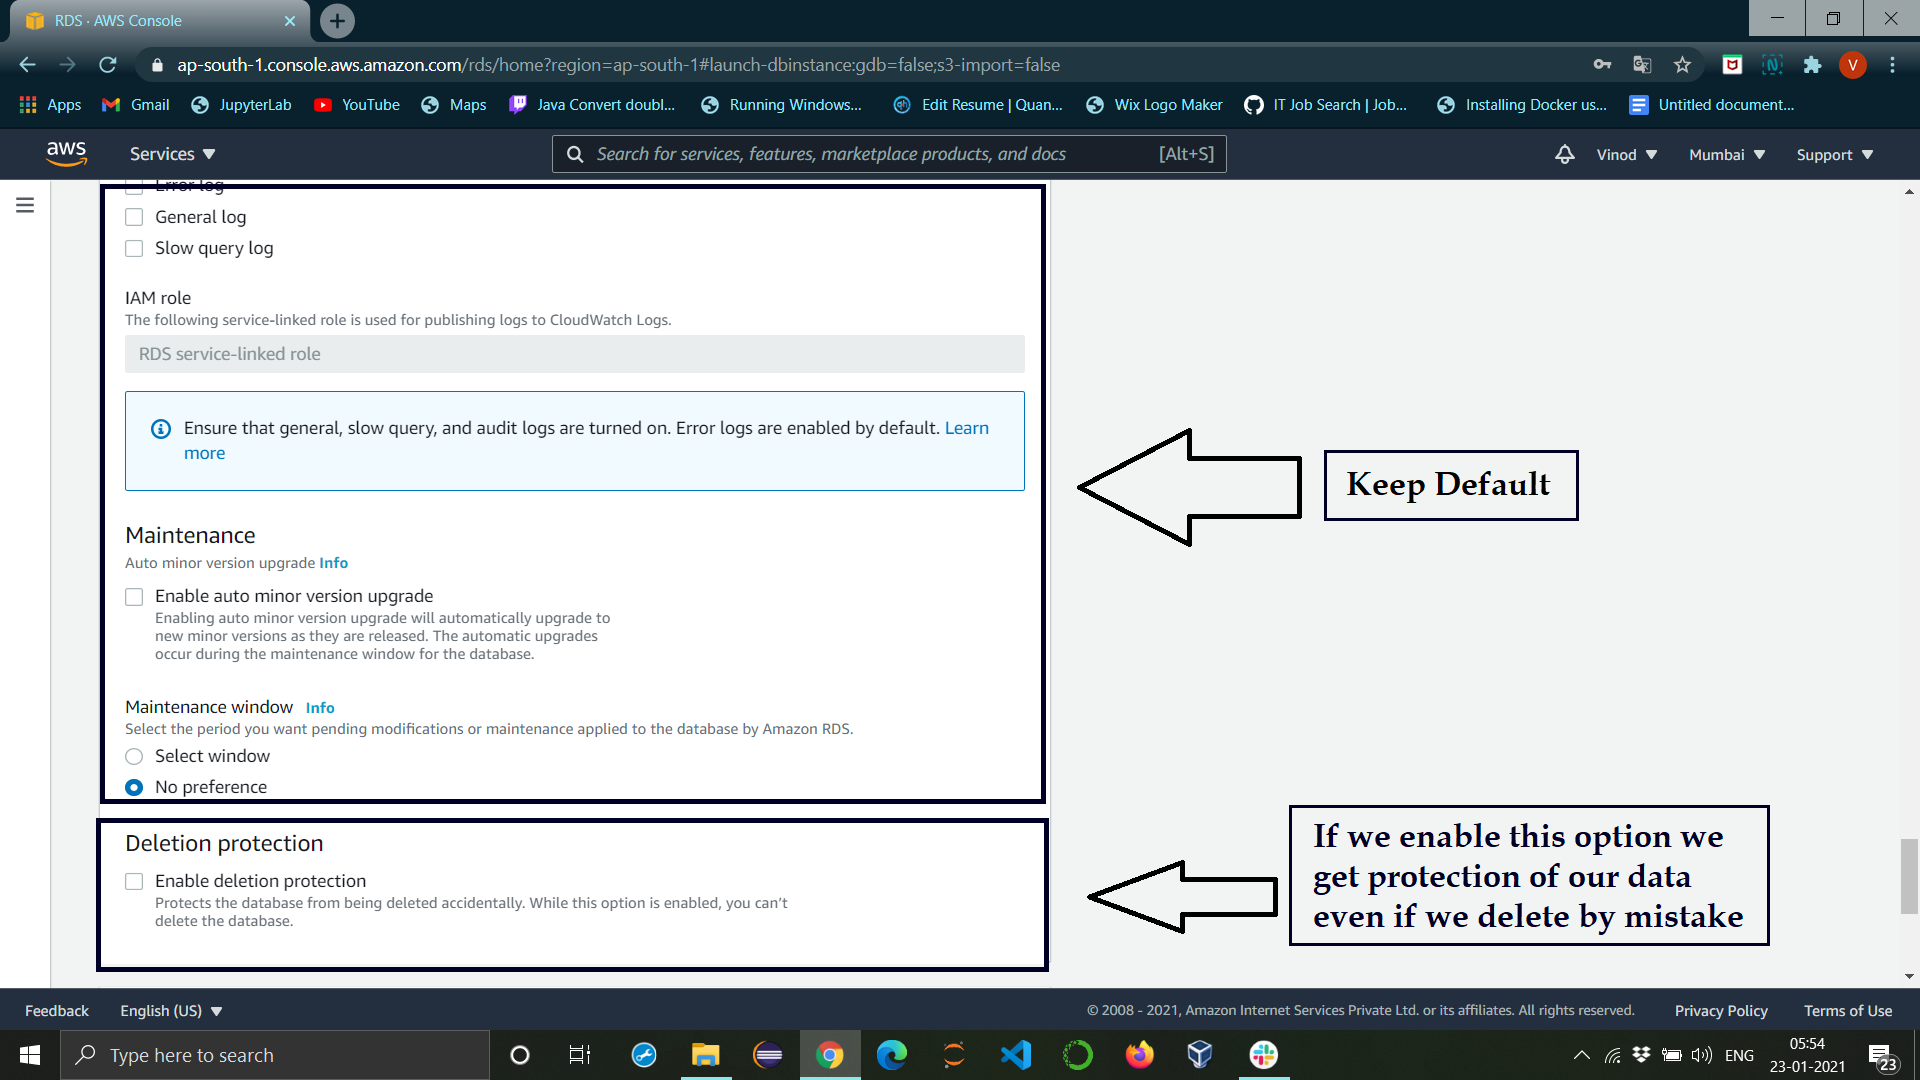 RDS · AWS Console
ap-south-1.console.aws.amazon.com/rds/home?region=ap-south-1#launch-dbinstance:gdb=false;s3-import=false
V
Apps
Gmail
JupyterLab
YouTube
Maps
Java Convert doubl...
Running Windows...
Edit Resume | Quan...
Wix Logo Maker
IT Job Search | Job...
Installing Docker us...
Untitled document...
aws
Services
Search for services, features, marketplace products, and docs
[Alt+S]
Vinod
Mumbai
Support
Error log
General log
Slow query log
IAM role
The following service-linked role is used for publishing logs to CloudWatch Logs.
RDS service-linked role
Ensure that general, slow query, and audit logs are turned on. Error logs are enabled by default. Learn
more
Keep Default
Maintenance
Auto minor version upgrade Info
Enable auto minor version upgrade
Enabling auto minor version upgrade will automatically upgrade to
new minor versions as they are released. The automatic upgrades
occur during the maintenance window for the database.
Maintenance window Info
Select the period you want pending modifications or maintenance applied to the database by Amazon RDS.
Select window
No preference
Deletion protection
Enable deletion protection
Protects the database from being deleted accidentally. While this option is enabled, you can't
delete the database.
If we enable this option we
get protection of our data
even if we delete by mistake
Feedback
English (US)
© 2008 - 2021, Amazon Internet Services Private Ltd. or its affiliates. All rights reserved.
Privacy Policy
Terms of Use
Type here to search
ENG
05:54
23-01-2021
23